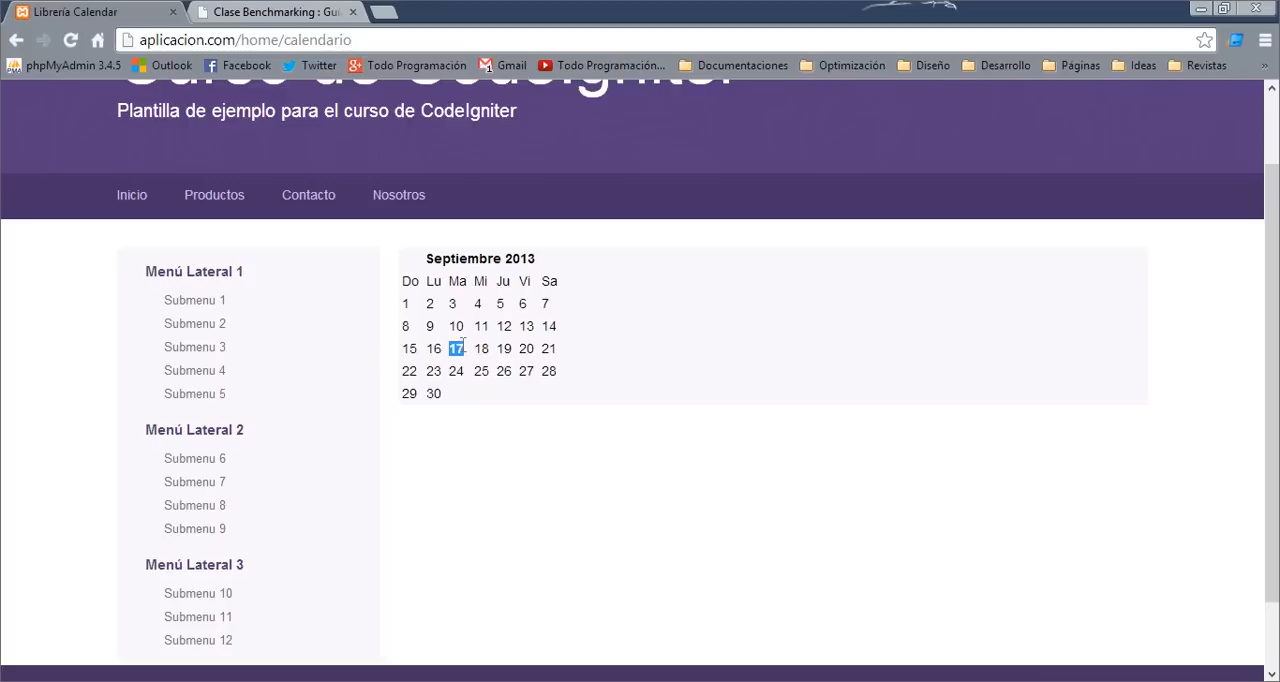 Librería Calendar
Clase Benchmarking : Gui
aplicacion.com/home/calendario
phpMyAdmin 3.4.5 Outlook Facebook Twitter Todo Programación Gmail Todo Programación... Documentaciones Optimización Diseño Desarrollo Páginas Ideas Revistas »
Curso de CodeIgniter
Plantilla de ejemplo para el curso de CodeIgniter
Inicio Productos Contacto Nosotros
Menú Lateral 1
Submenu 1
Submenu 2
Submenu 3
Submenu 4
Submenu 5
Menú Lateral 2
Submenu 6
Submenu 7
Submenu 8
Submenu 9
Menú Lateral 3
Submenu 10
Submenu 11
Submenu 12
Septiembre 2013
Do Lu Ma Mi Ju Vi Sa
1 2 3 4 5 6 7
8 9 10 11 12 13 14
15 16 17 18 19 20 21
22 23 24 25 26 27 28
29 30